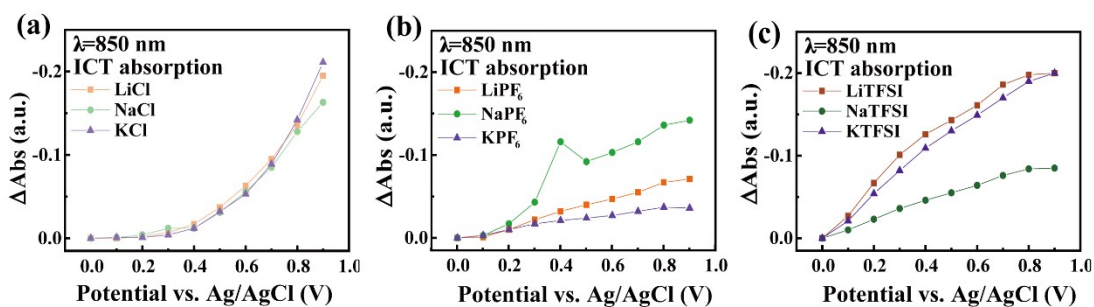 (a)
λ=850 nm
ICT absorption
LiCl
NaCl
KCl
-0.2
-0.1
0.0
ΔAbs (a.u.)
0.0 0.2 0.4 0.6 0.8 1.0
Potential vs. Ag/AgCl (V)
(b)
λ=850 nm
ICT absorption
LiPF6
NaPF6
KPF6
-0.2
-0.1
0.0
ΔAbs (a.u.)
0.0 0.2 0.4 0.6 0.8 1.0
Potential vs. Ag/AgCl (V)
(c)
λ=850 nm
ICT absorption
LiTFSI
NaTFSI
KTFSI
-0.2
-0.1
0.0
ΔAbs (a.u.)
0.0 0.2 0.4 0.6 0.8 1.0
Potential vs. Ag/AgCl (V)